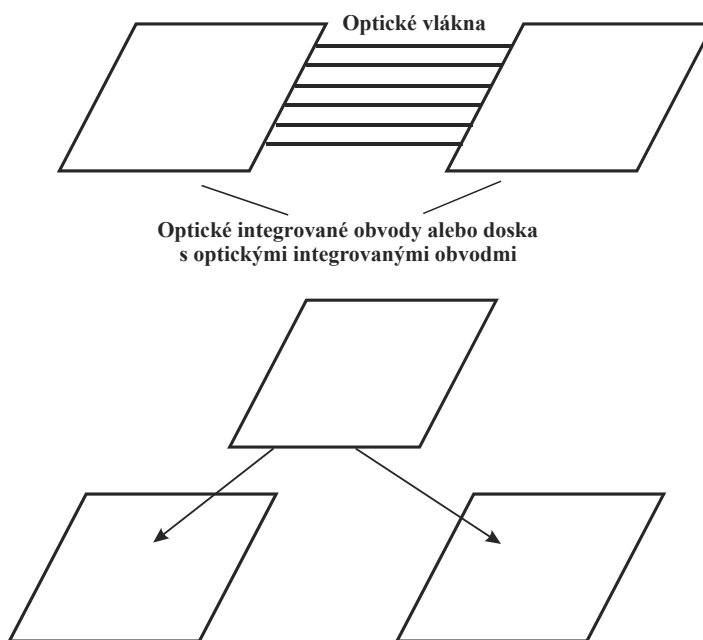 Optické vlákna
Optické integrované obvody alebo doska
s optickými integrovanými obvodmi